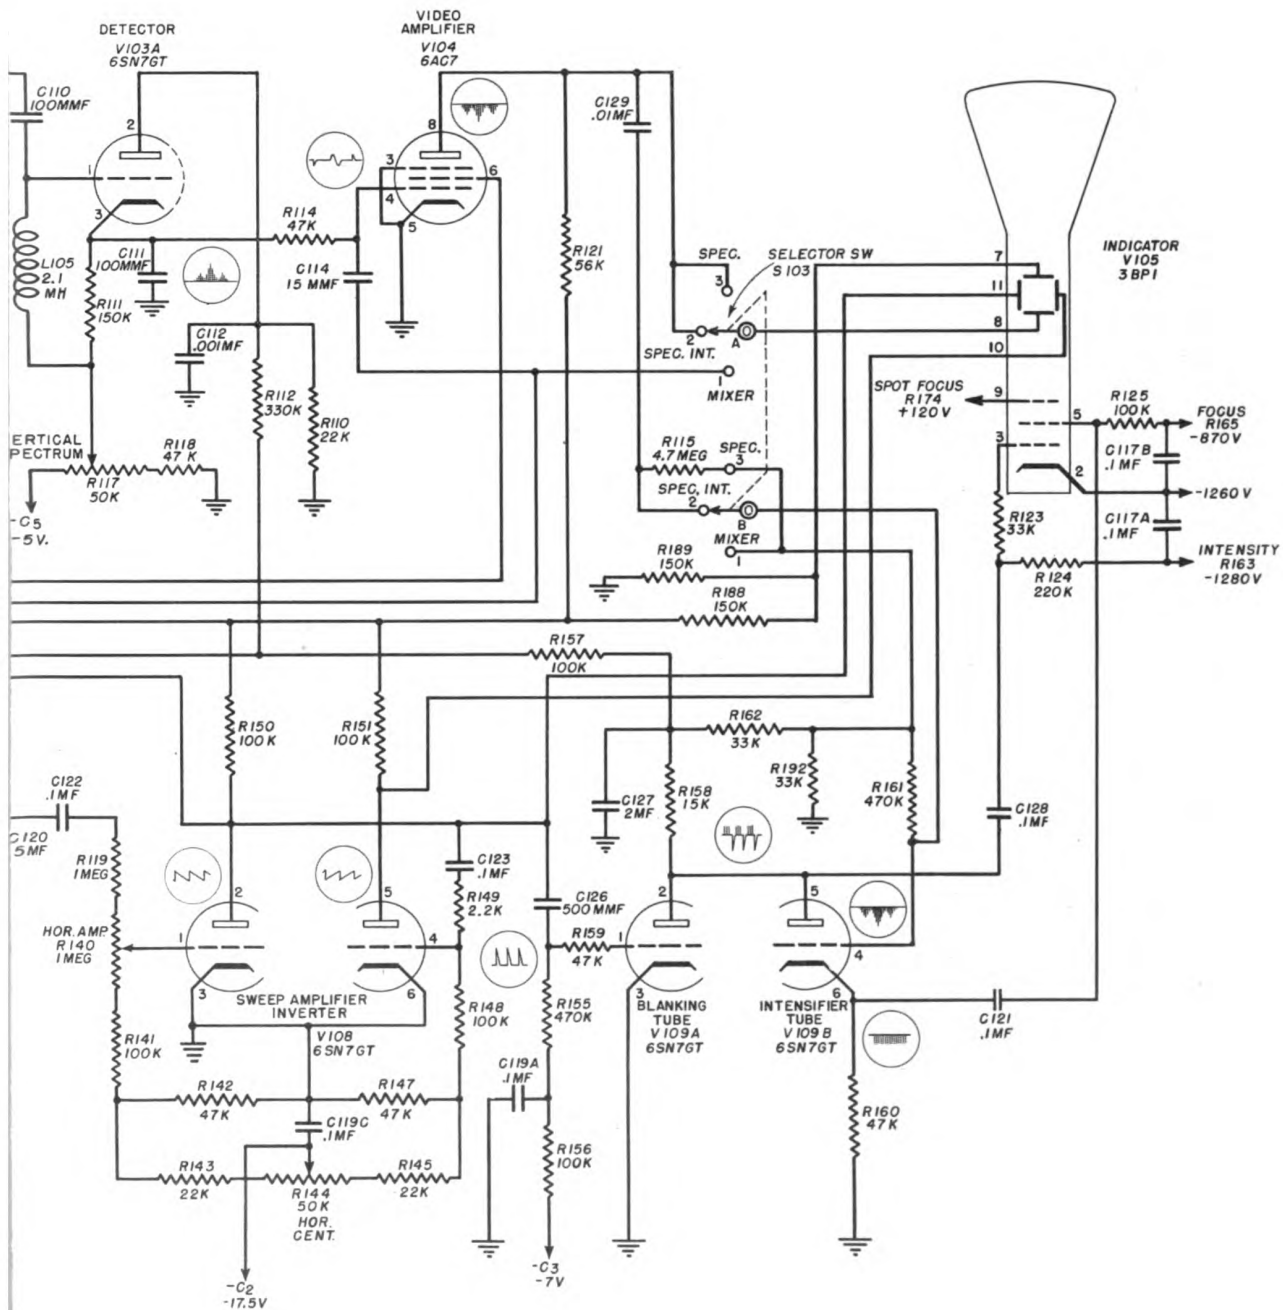 DETECTOR
V103A
6SN7GT
VIDEO
AMPLIFIER
V104
6AC7
C110
100MMF
2
1
3
L105
2.1
MH
R111
150K
C111
100MMF
R114
47K
C114
15 MMF
8
3
4
6
5
C129
.01MF
R121
56K
SPEC.
3
SELECTOR SW
S103
2
A
SPEC. INT.
1
MIXER
7
11
8
10
INDICATOR
V105
3BP1
C112
.001MF
R112
330K
R110
22K
SPOT FOCUS
R174
+120V
9
5
3
2
R125
100K
FOCUS
R165
-870V
C117B
.1MF
-1260V
C117A
.1MF
INTENSITY
R163
-1280V
R123
33K
R124
220K
ERTICAL
PECTRUM
R118
47K
R117
50K
-C5
-5V.
R115
4.7MEG
SPEC.
3
SPEC. INT.
2
B
MIXER
1
R189
150K
R188
150K
R157
100K
R150
100K
R151
100K
R162
33K
R192
33K
R161
470K
C127
2MF
R158
15K
C128
.1MF
C122
.1MF
C120
5MF
R119
1MEG
HOR. AMP.
R140
1MEG
R141
100K
2
1
3
5
4
6
C123
.1MF
R149
2.2K
C126
500MMF
R159
47K
2
1
3
5
4
6
SWEEP AMPLIFIER
INVERTER
V108
6SN7GT
R148
100K
R155
470K
BLANKING
TUBE
V109A
6SN7GT
INTENSIFIER
TUBE
V109B
6SN7GT
C121
.1MF
R142
47K
R147
47K
C119C
.1MF
C119A
.1MF
R156
100K
R160
47K
R143
22K
R144
50K
HOR.
CENT.
R145
22K
-C2
-17.5V
-C3
-7V